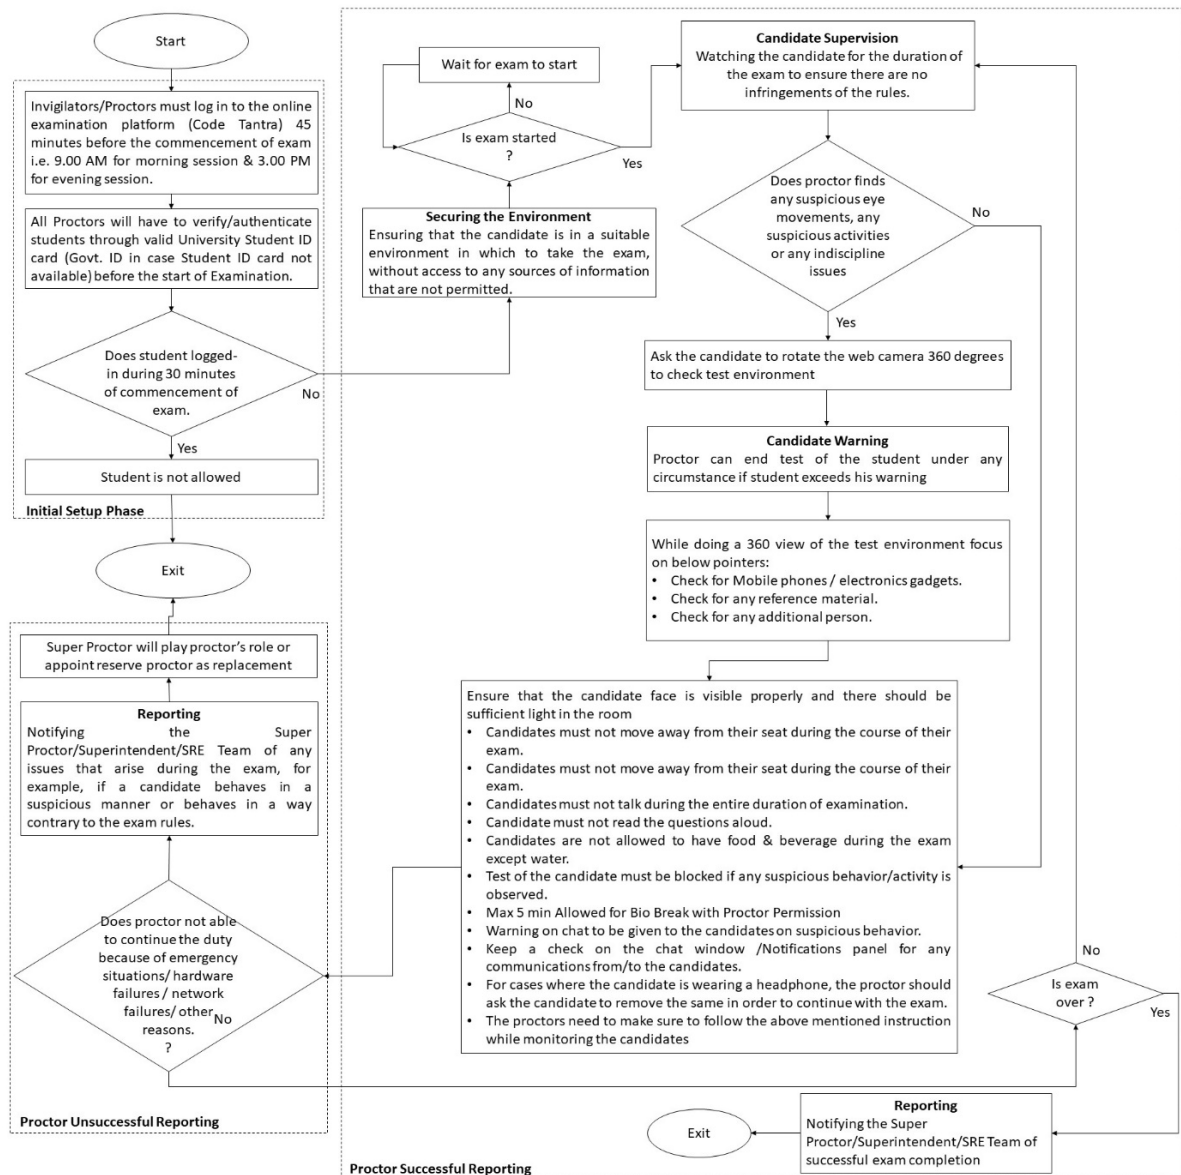 Start
Invigilators/Proctors must log in to the online
examination platform (Code Tantra) 45
minutes before the commencement of exam
i.e. 9.00 AM for morning session & 3.00 PM
for evening session.
All Proctors will have to verify/authenticate
students through valid University Student ID
card (Govt. ID in case Student ID card not
available) before the start of Examination.
Does student logged-
in during 30 minutes
of commencement of
exam.
No
Yes
Student is not allowed
Initial Setup Phase
Exit
Super Proctor will play proctor's role or
appoint reserve proctor as replacement
Reporting
Notifying the Super
Proctor/Superintendent/SRE Team of any
issues that arise during the exam, for
example, if a candidate behaves in a
suspicious manner or behaves in a way
contrary to the exam rules.
Does proctor not able
to continue the duty
because of emergency
situations/ hardware
failures / network
failures/ other
reasons.
?
No
Proctor Unsuccessful Reporting
Wait for exam to start
No
Is exam started
?
Yes
Securing the Environment
Ensuring that the candidate is in a suitable
environment in which to take the exam,
without access to any sources of information
that are not permitted.
Candidate Supervision
Watching the candidate for the duration of
the exam to ensure there are no
infringements of the rules.
Does proctor finds
any suspicious eye
movements, any
suspicious activities
or any indiscipline
issues
No
Yes
Ask the candidate to rotate the web camera 360 degrees
to check test environment
Candidate Warning
Proctor can end test of the student under any
circumstance if student exceeds his warning
While doing a 360 view of the test environment focus
on below pointers:
• Check for Mobile phones / electronics gadgets.
• Check for any reference material.
• Check for any additional person.
Ensure that the candidate face is visible properly and there should be
sufficient light in the room
• Candidates must not move away from their seat during the course of their
exam.
• Candidates must not move away from their seat during the course of their
exam.
• Candidates must not talk during the entire duration of examination.
• Candidate must not read the questions aloud.
• Candidates are not allowed to have food & beverage during the exam
except water.
• Test of the candidate must be blocked if any suspicious behavior/activity is
observed.
• Max 5 min Allowed for Bio Break with Proctor Permission
• Warning on chat to be given to the candidates on suspicious behavior.
• Keep a check on the chat window /Notifications panel for any
communications from/to the candidates.
• For cases where the candidate is wearing a headphone, the proctor should
ask the candidate to remove the same in order to continue with the exam.
• The proctors need to make sure to follow the above mentioned instruction
while monitoring the candidates
No
Is exam
over ?
Yes
Reporting
Notifying the Super
Proctor/Superintendent/SRE Team of
successful exam completion
Exit
Proctor Successful Reporting